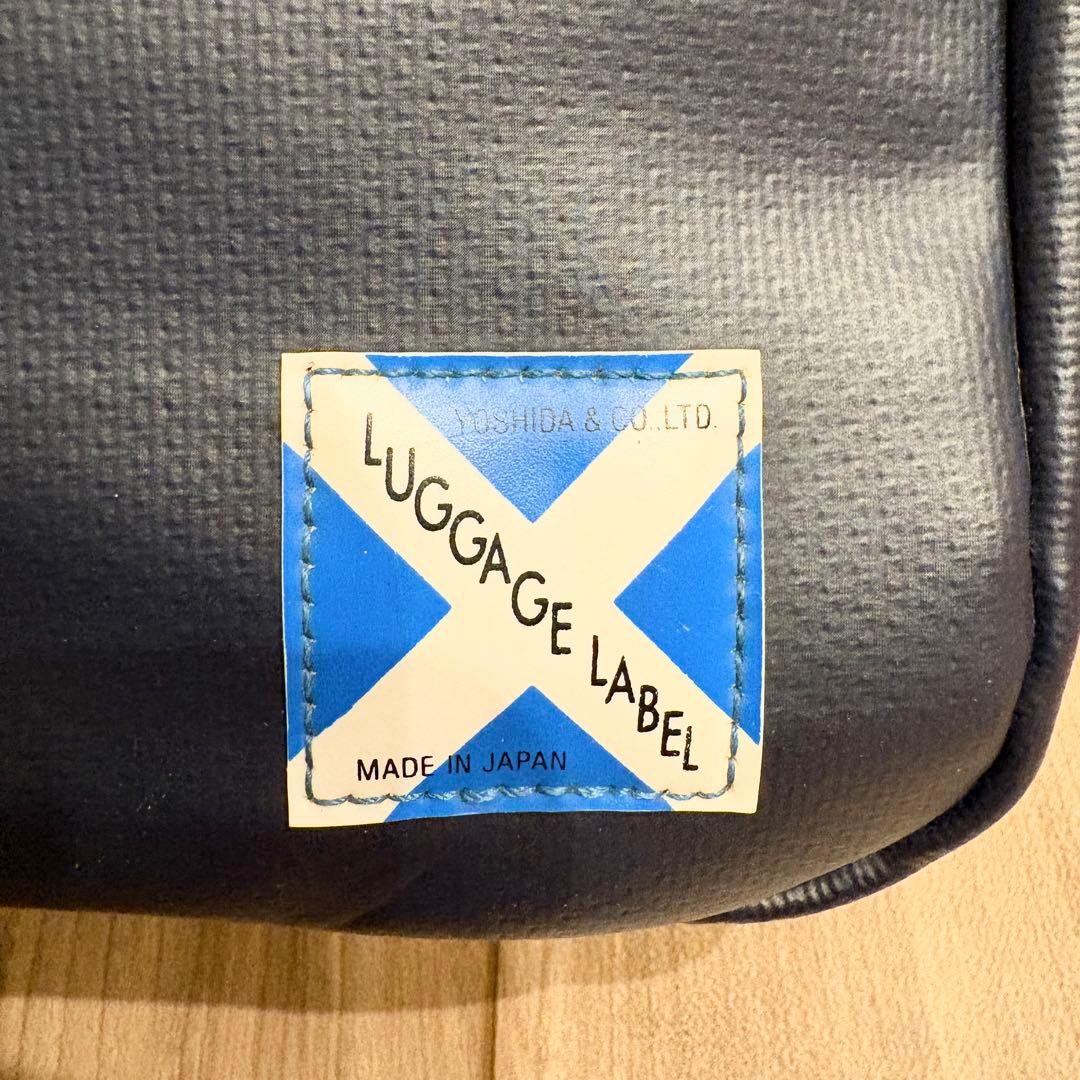 YOSHIDA & CO.,LTD.
LUGGAGE LABEL
MADE IN JAPAN